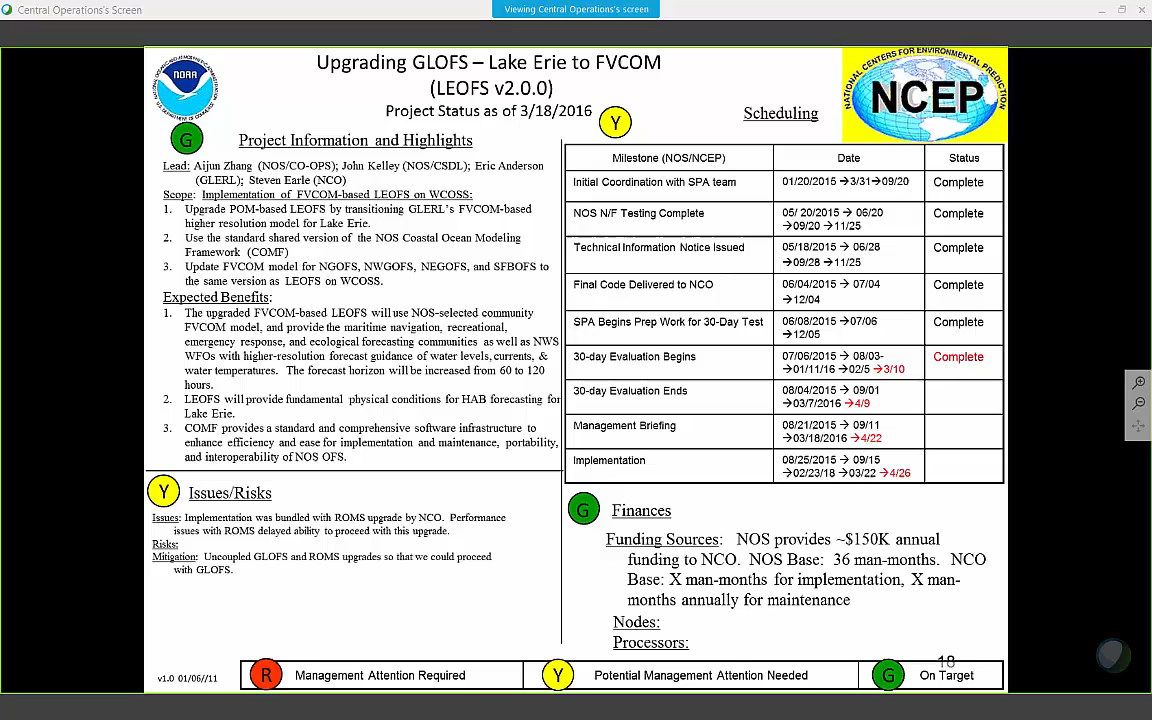 Central Operations's Screen
Viewing Central Operations's screen
Upgrading GLOFS – Lake Erie to FVCOM
(LEOFS v2.0.0)
Project Status as of 3/18/2016
NOAA
NATIONAL CENTERS FOR ENVIRONMENTAL PREDICTION
NCEP
G
Project Information and Highlights
Lead: Aijun Zhang (NOS/CO-OPS); John Kelley (NOS/CSDL); Eric Anderson
(GLERL); Steven Earle (NCO)
Scope: Implementation of FVCOM-based LEOFS on WCOSS:
1. Upgrade POM-based LEOFS by transitioning GLERL's FVCOM-based
higher resolution model for Lake Erie.
2. Use the standard shared version of the NOS Coastal Ocean Modeling
Framework (COMF)
3. Update FVCOM model for NGOFS, NWGOFS, NEGOFS, and SFBOFS to
the same version as LEOFS on WCOSS.
Expected Benefits:
1. The upgraded FVCOM-based LEOFS will use NOS-selected community
FVCOM model, and provide the maritime navigation, recreational,
emergency response, and ecological forecasting communities as well as NWS
WFOs with higher-resolution forecast guidance of water levels, currents, &
water temperatures. The forecast horizon will be increased from 60 to 120
hours.
2. LEOFS will provide fundamental physical conditions for HAB forecasting for
Lake Erie.
3. COMF provides a standard and comprehensive software infrastructure to
enhance efficiency and ease for implementation and maintenance, portability,
and interoperability of NOS OFS.
Y
Issues/Risks
Issues: Implementation was bundled with ROMS upgrade by NCO. Performance
issues with ROMS delayed ability to proceed with this upgrade.
Risks:
Mitigation: Uncoupled GLOFS and ROMS upgrades so that we could proceed
with GLOFS.
Y
Scheduling
Milestone (NOS/NCEP) Date Status
Initial Coordination with SPA team 01/20/2015 →3/31→09/20 Complete
NOS N/F Testing Complete 05/ 20/2015 → 06/20 Complete
→09/20 →11/25
Technical Information Notice Issued 05/18/2015 → 06/28 Complete
→09/28 →11/25
Final Code Delivered to NCO 06/04/2015 → 07/04 Complete
→12/04
SPA Begins Prep Work for 30-Day Test 06/08/2015 →07/06 Complete
→12/05
30-day Evaluation Begins 07/06/2015 → 08/03- Complete
→01/11/16 →02/5 →3/10
30-day Evaluation Ends 08/04/2015 → 09/01
→03/7/2016 →4/9
Management Briefing 08/21/2015 → 09/11
→03/18/2016 →4/22
Implementation 08/25/2015 → 09/15
→02/23/18 →03/22 →4/26
G
Finances
Funding Sources: NOS provides ~$150K annual
funding to NCO. NOS Base: 36 man-months. NCO
Base: X man-months for implementation, X man-
months annually for maintenance
Nodes:
Processors:
18
v1.0 01/06//11
R Management Attention Required
Y Potential Management Attention Needed
G On Target